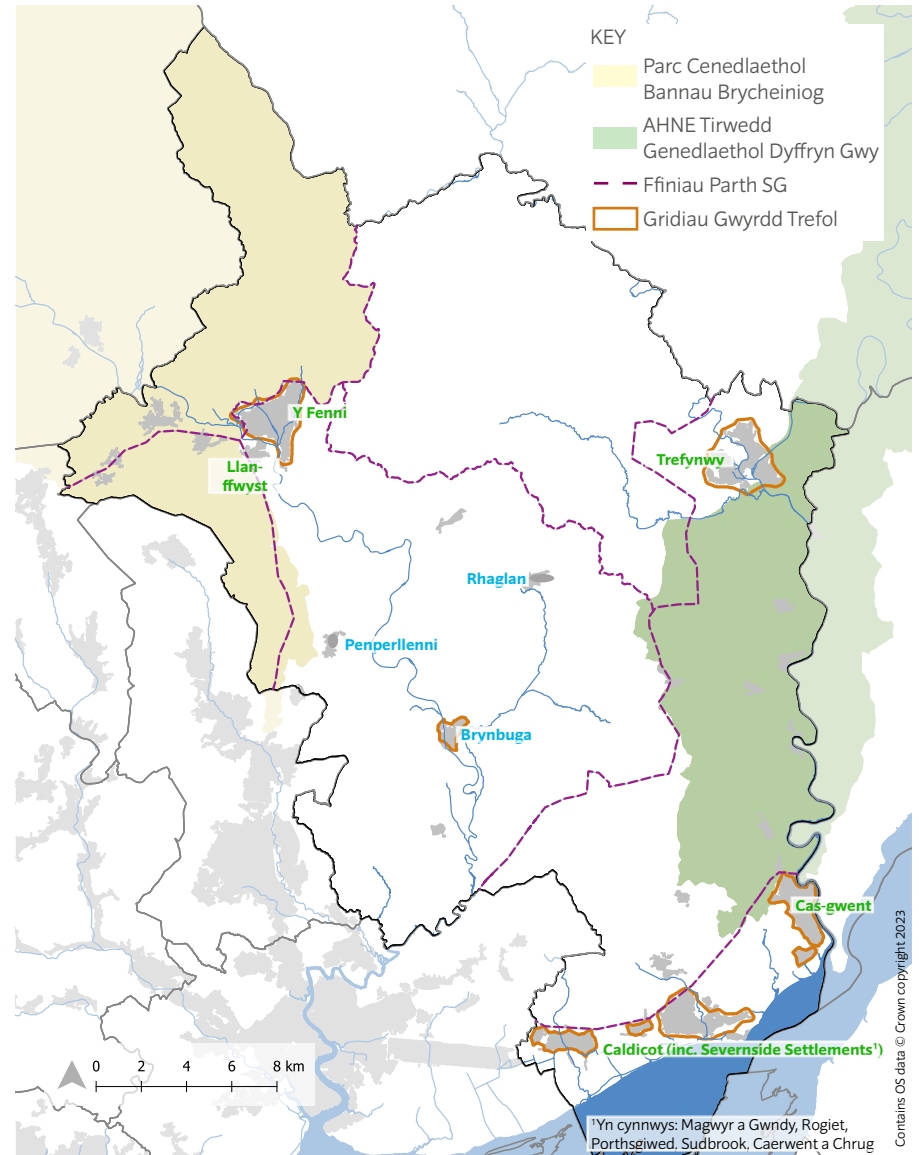 KEY
Parc Cenedlaethol
Bannau Brycheiniog
AHNE Tirwedd
Genedlaethol Dyffryn Gwy
Ffiniau Parth SG
Gridiau Gwyrdd Trefol
Y Fenni
Llan-
ffwyst
Trefynwy
Rhaglan
Penperllenni
Brynbuga
Cas-gwent
Caldicot (inc. Severnside Settlements¹)
0 2 4 6 8 km
¹Yn cynnwys: Magwyr a Gwndy, Rogiet,
Porthsgiwed, Sudbrook, Caerwent a Chrug
Contains OS data © Crown copyright 2023